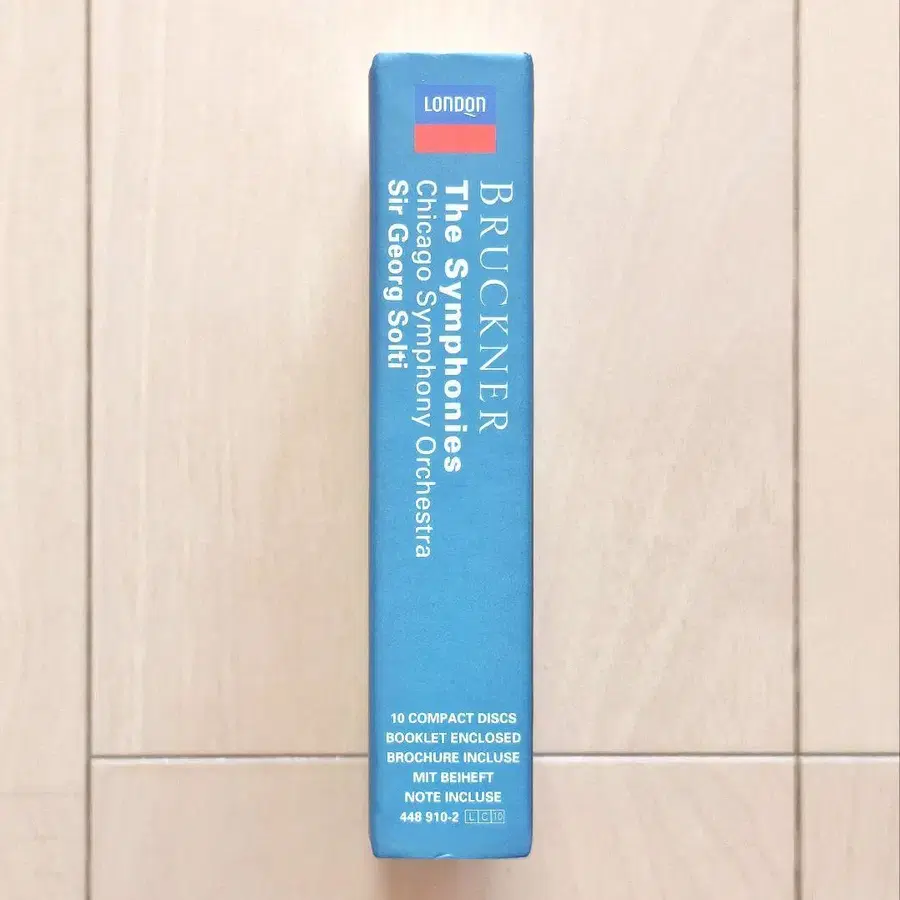 LONDON
BRUCKNER
The Symphonies
Chicago Symphony Orchestra
Sir Georg Solti
10 COMPACT DISCS
BOOKLET ENCLOSED
BROCHURE INCLUSE
MIT BEIHEFT
NOTE INCLUSE
448 910-2 LC10